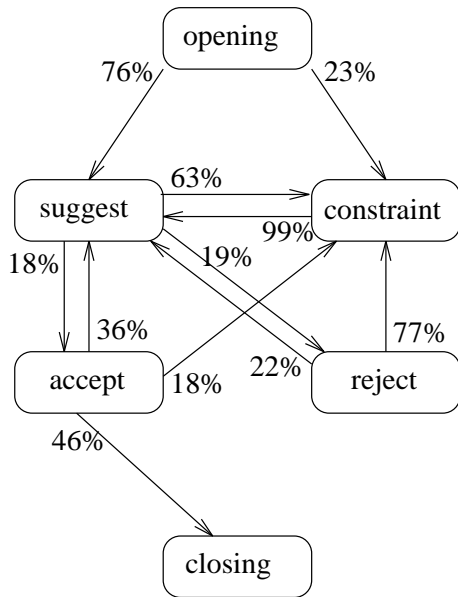 opening
76%
23%
63%
suggest
constraint
99%
18%
19%
36%
77%
22%
accept
18%
reject
46%
closing